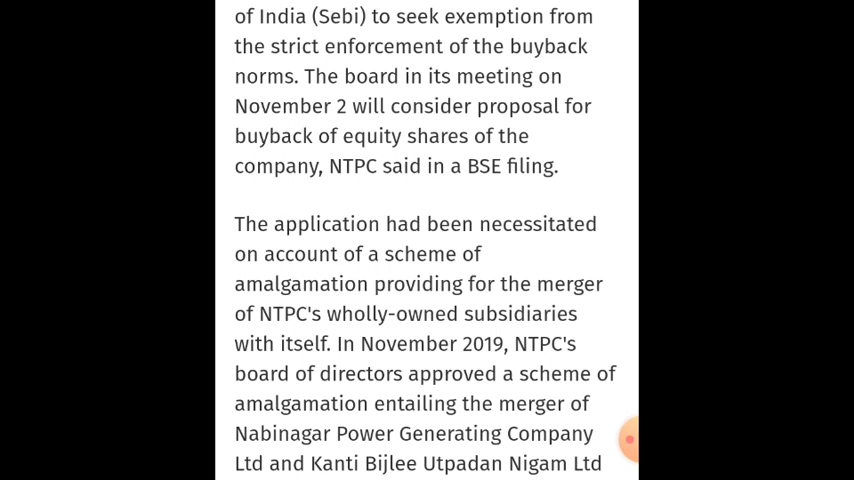 of India (Sebi) to seek exemption from
the strict enforcement of the buyback
norms. The board in its meeting on
November 2 will consider proposal for
buyback of equity shares of the
company, NTPC said in a BSE filing.
The application had been necessitated
on account of a scheme of
amalgamation providing for the merger
of NTPC's wholly-owned subsidiaries
with itself. In November 2019, NTPC's
board of directors approved a scheme of
amalgamation entailing the merger of
Nabinagar Power Generating Company
Ltd and Kanti Bijlee Utpadan Nigam Ltd